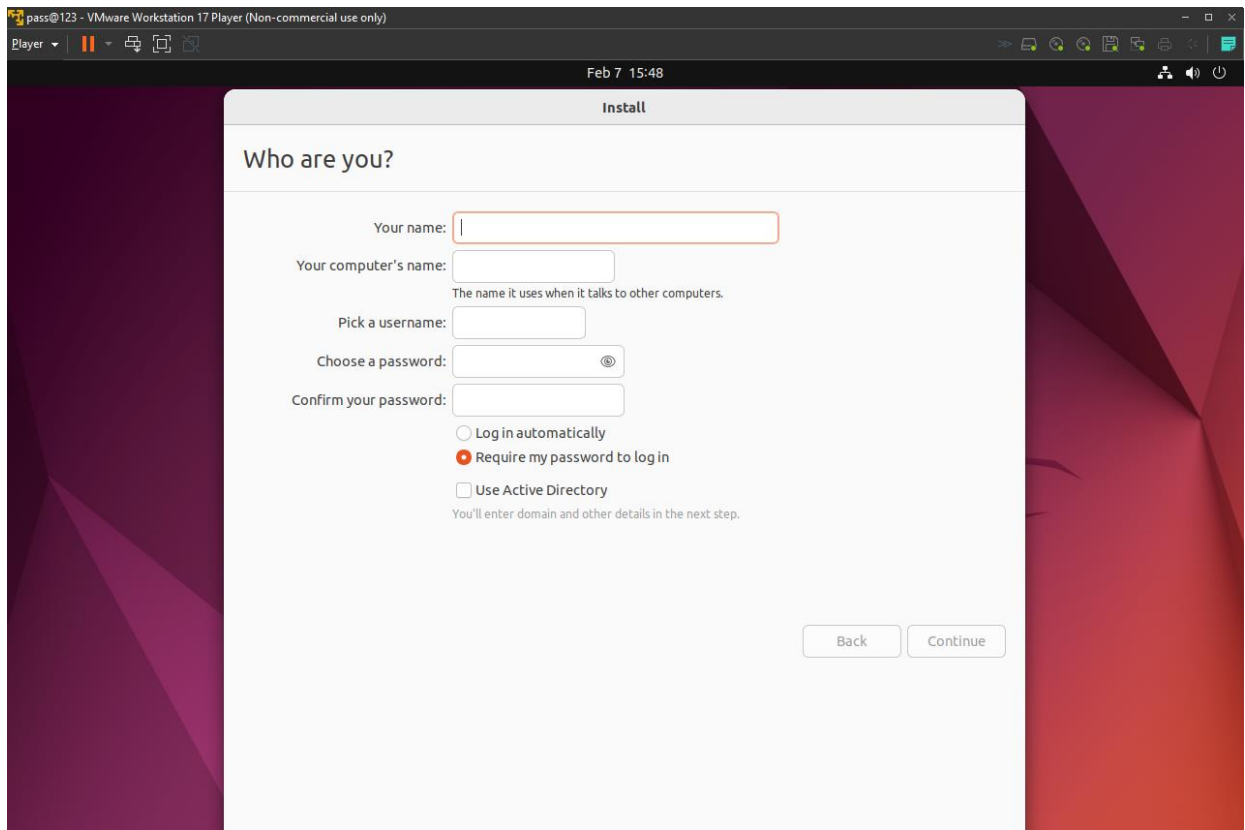 pass@123 - VMware Workstation 17 Player (Non-commercial use only)
Player
Feb 7 15:48
Install
Who are you?
Your name:
Your computer's name:
The name it uses when it talks to other computers.
Pick a username:
Choose a password:
Confirm your password:
Log in automatically
Require my password to log in
Use Active Directory
You'll enter domain and other details in the next step.
Back Continue